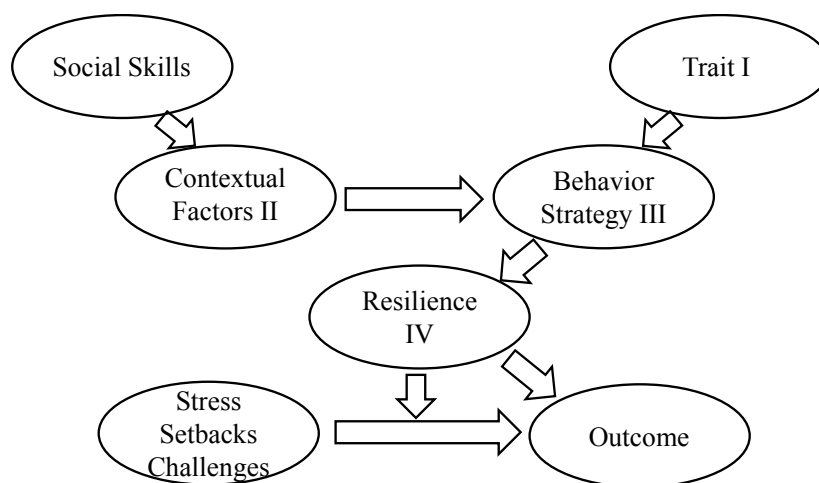 Social Skills
Trait I
Contextual
Factors II
Behavior
Strategy III
Resilience
IV
Stress
Setbacks
Challenges
Outcome